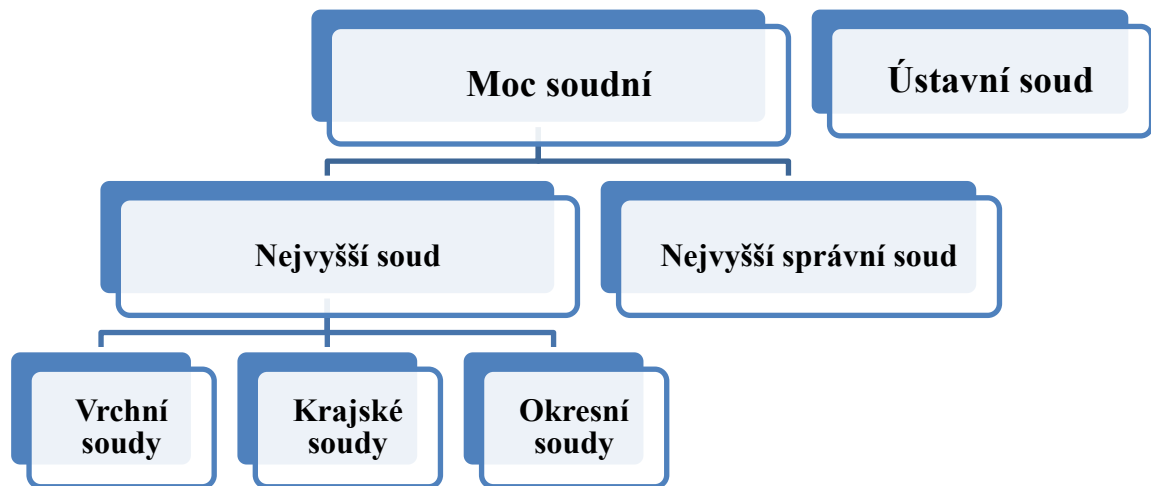 Moc soudní
Ústavní soud
Nejvyšší soud
Nejvyšší správní soud
Vrchní
soudy
Krajské
soudy
Okresní
soudy